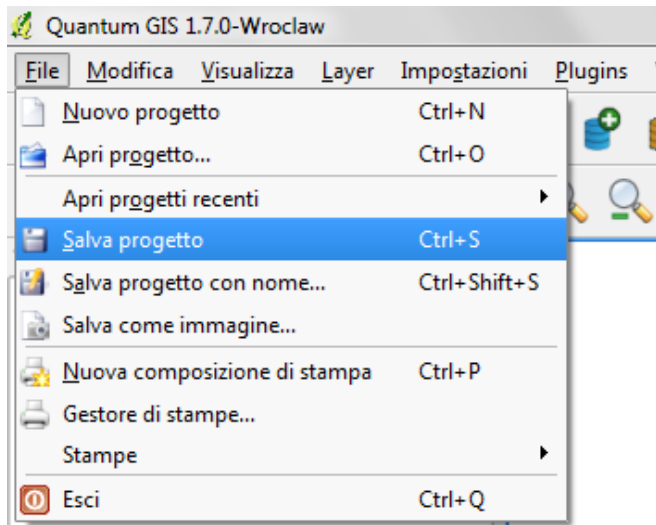 Quantum GIS 1.7.0-Wroclaw
File Modifica Visualizza Layer Impostazioni Plugins
Nuovo progetto Ctrl+N
Apri progetto... Ctrl+O
Apri progetti recenti
Salva progetto Ctrl+S
Salva progetto con nome... Ctrl+Shift+S
Salva come immagine...
Nuova composizione di stampa Ctrl+P
Gestore di stampe...
Stampe
Esci Ctrl+Q